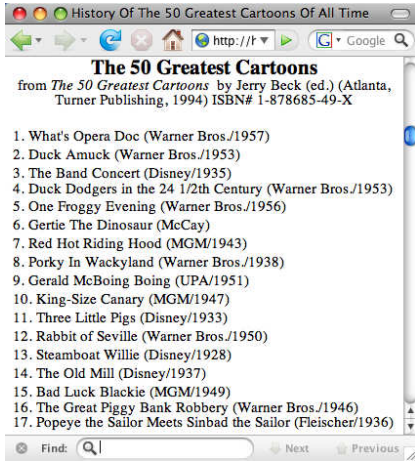 History Of The 50 Greatest Cartoons Of All Time
http://h
G
Google
The 50 Greatest Cartoons
from The 50 Greatest Cartoons by Jerry Beck (ed.) (Atlanta,
Turner Publishing, 1994) ISBN# 1-878685-49-X
1. What's Opera Doc (Warner Bros./1957)
2. Duck Amuck (Warner Bros./1953)
3. The Band Concert (Disney/1935)
4. Duck Dodgers in the 24 1/2th Century (Warner Bros./1953)
5. One Froggy Evening (Warner Bros./1956)
6. Gertie The Dinosaur (McCay)
7. Red Hot Riding Hood (MGM/1943)
8. Porky In Wackyland (Warner Bros./1938)
9. Gerald McBoing Boing (UPA/1951)
10. King-Size Canary (MGM/1947)
11. Three Little Pigs (Disney/1933)
12. Rabbit of Seville (Warner Bros./1950)
13. Steamboat Willie (Disney/1928)
14. The Old Mill (Disney/1937)
15. Bad Luck Blackie (MGM/1949)
16. The Great Piggy Bank Robbery (Warner Bros./1946)
17. Popeye the Sailor Meets Sinbad the Sailor (Fleischer/1936)
Find: Next Previous